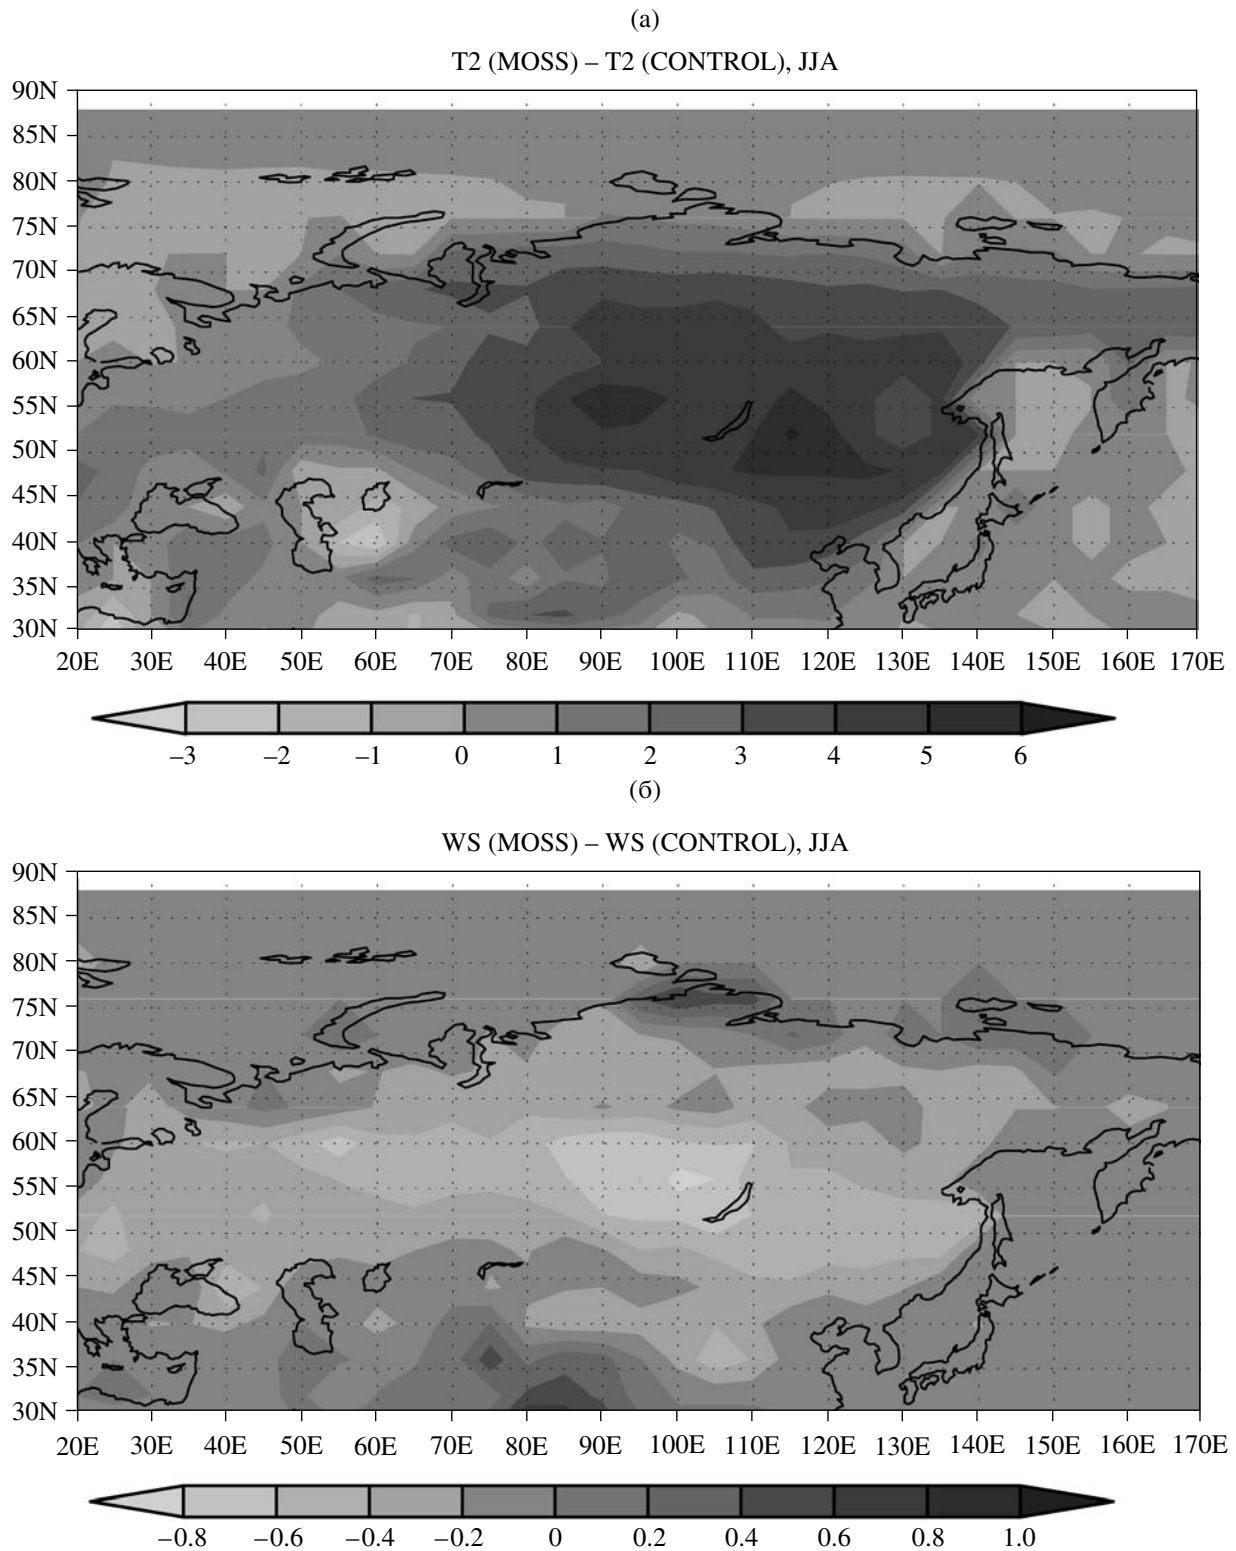 (а)
T2 (MOSS) – T2 (CONTROL), JJA
90N
85N
80N
75N
70N
65N
60N
55N
50N
45N
40N
35N
30N
20E 30E 40E 50E 60E 70E 80E 90E 100E 110E 120E 130E 140E 150E 160E 170E
–3 –2 –1 0 1 2 3 4 5 6
(б)
WS (MOSS) – WS (CONTROL), JJA
90N
85N
80N
75N
70N
65N
60N
55N
50N
45N
40N
35N
30N
20E 30E 40E 50E 60E 70E 80E 90E 100E 110E 120E 130E 140E 150E 160E 170E
–0.8 –0.6 –0.4 –0.2 0 0.2 0.4 0.6 0.8 1.0